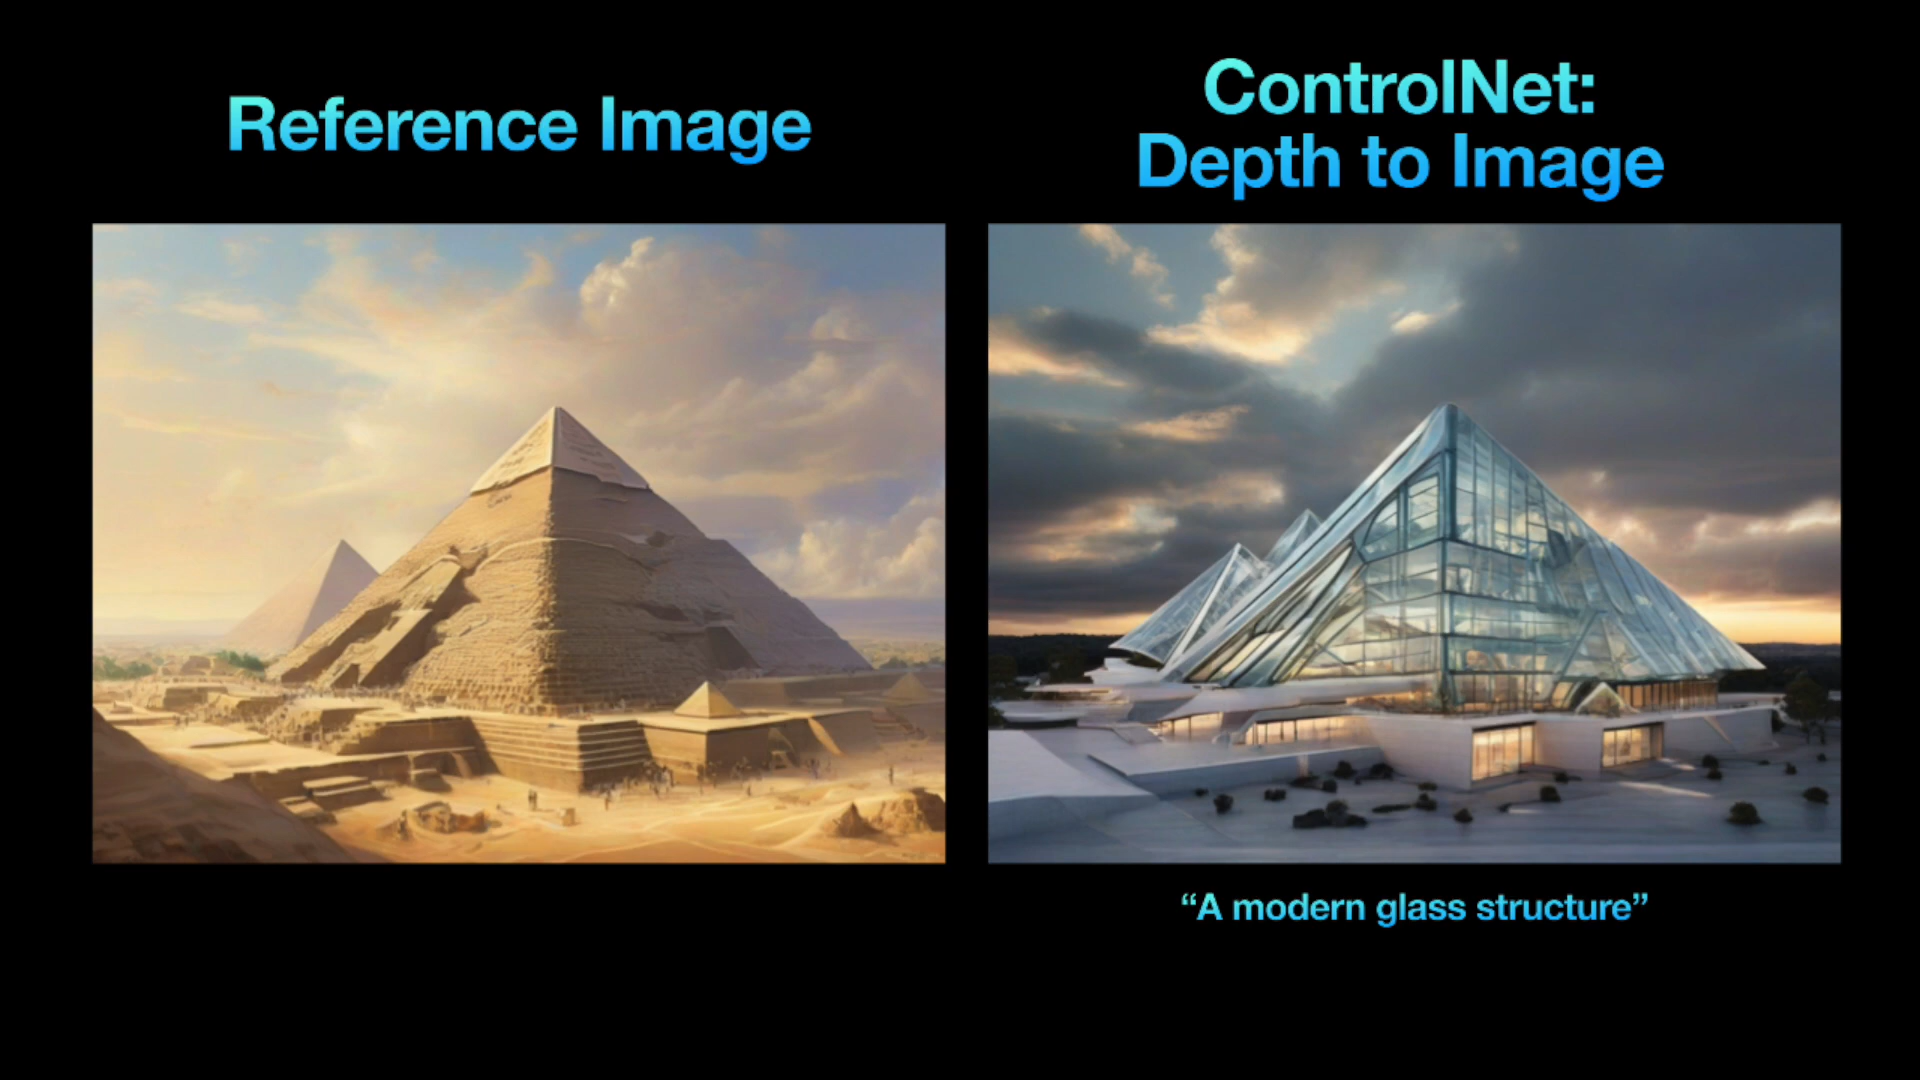 Reference Image
ControlNet:
Depth to Image
“A modern glass structure”